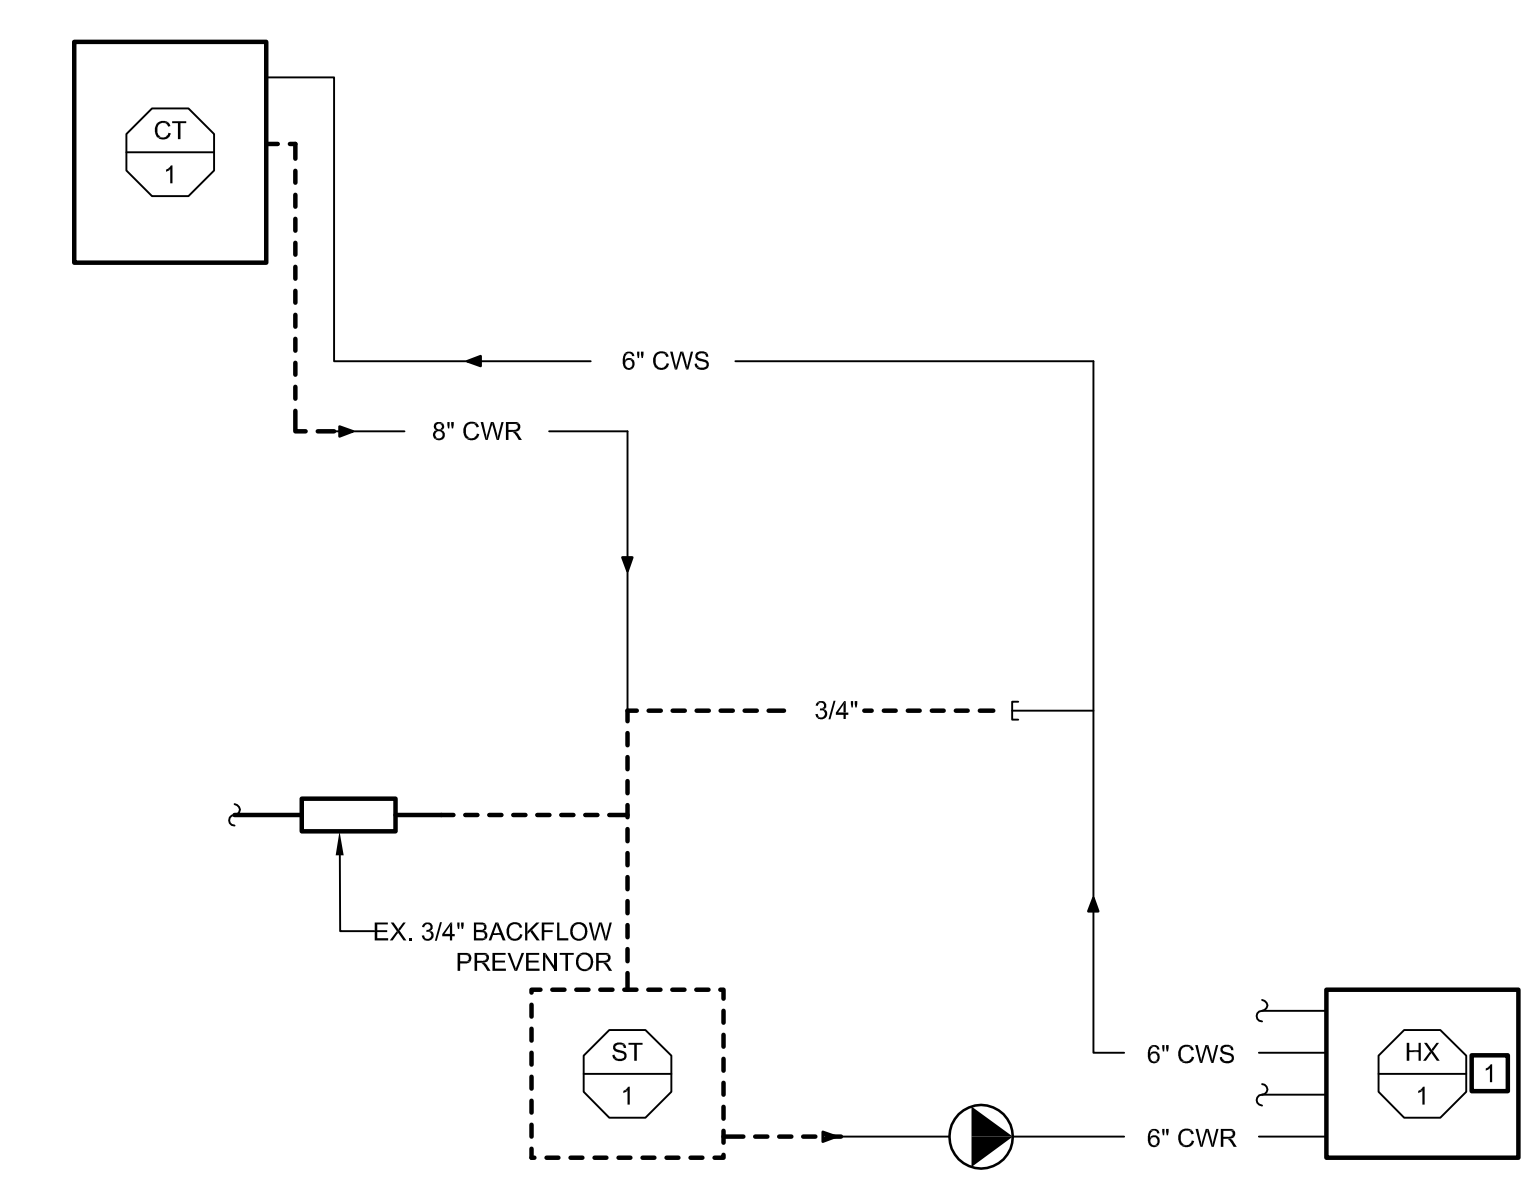 CT
1
6" CWS
8" CWR
3/4"
EX. 3/4" BACKFLOW
PREVENTOR
ST
1
6" CWS
HX
1
1
6" CWR